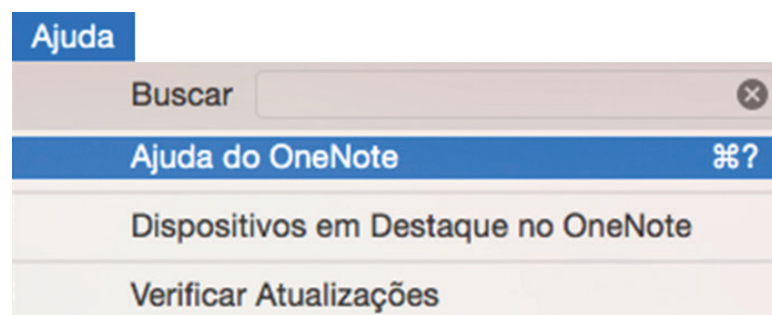 Ajuda
Buscar
Ajuda do OneNote ⌘?
Dispositivos em Destaque no OneNote
Verificar Atualizações